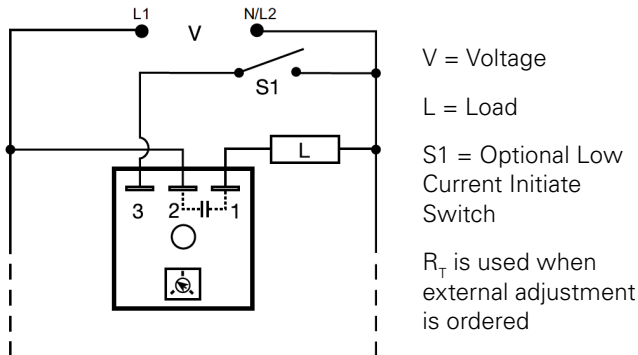 L1
V
N/L2
S1
L
3
2
1
V = Voltage
L = Load
S1 = Optional Low
Current Initiate
Switch
R_T is used when
external adjustment
is ordered